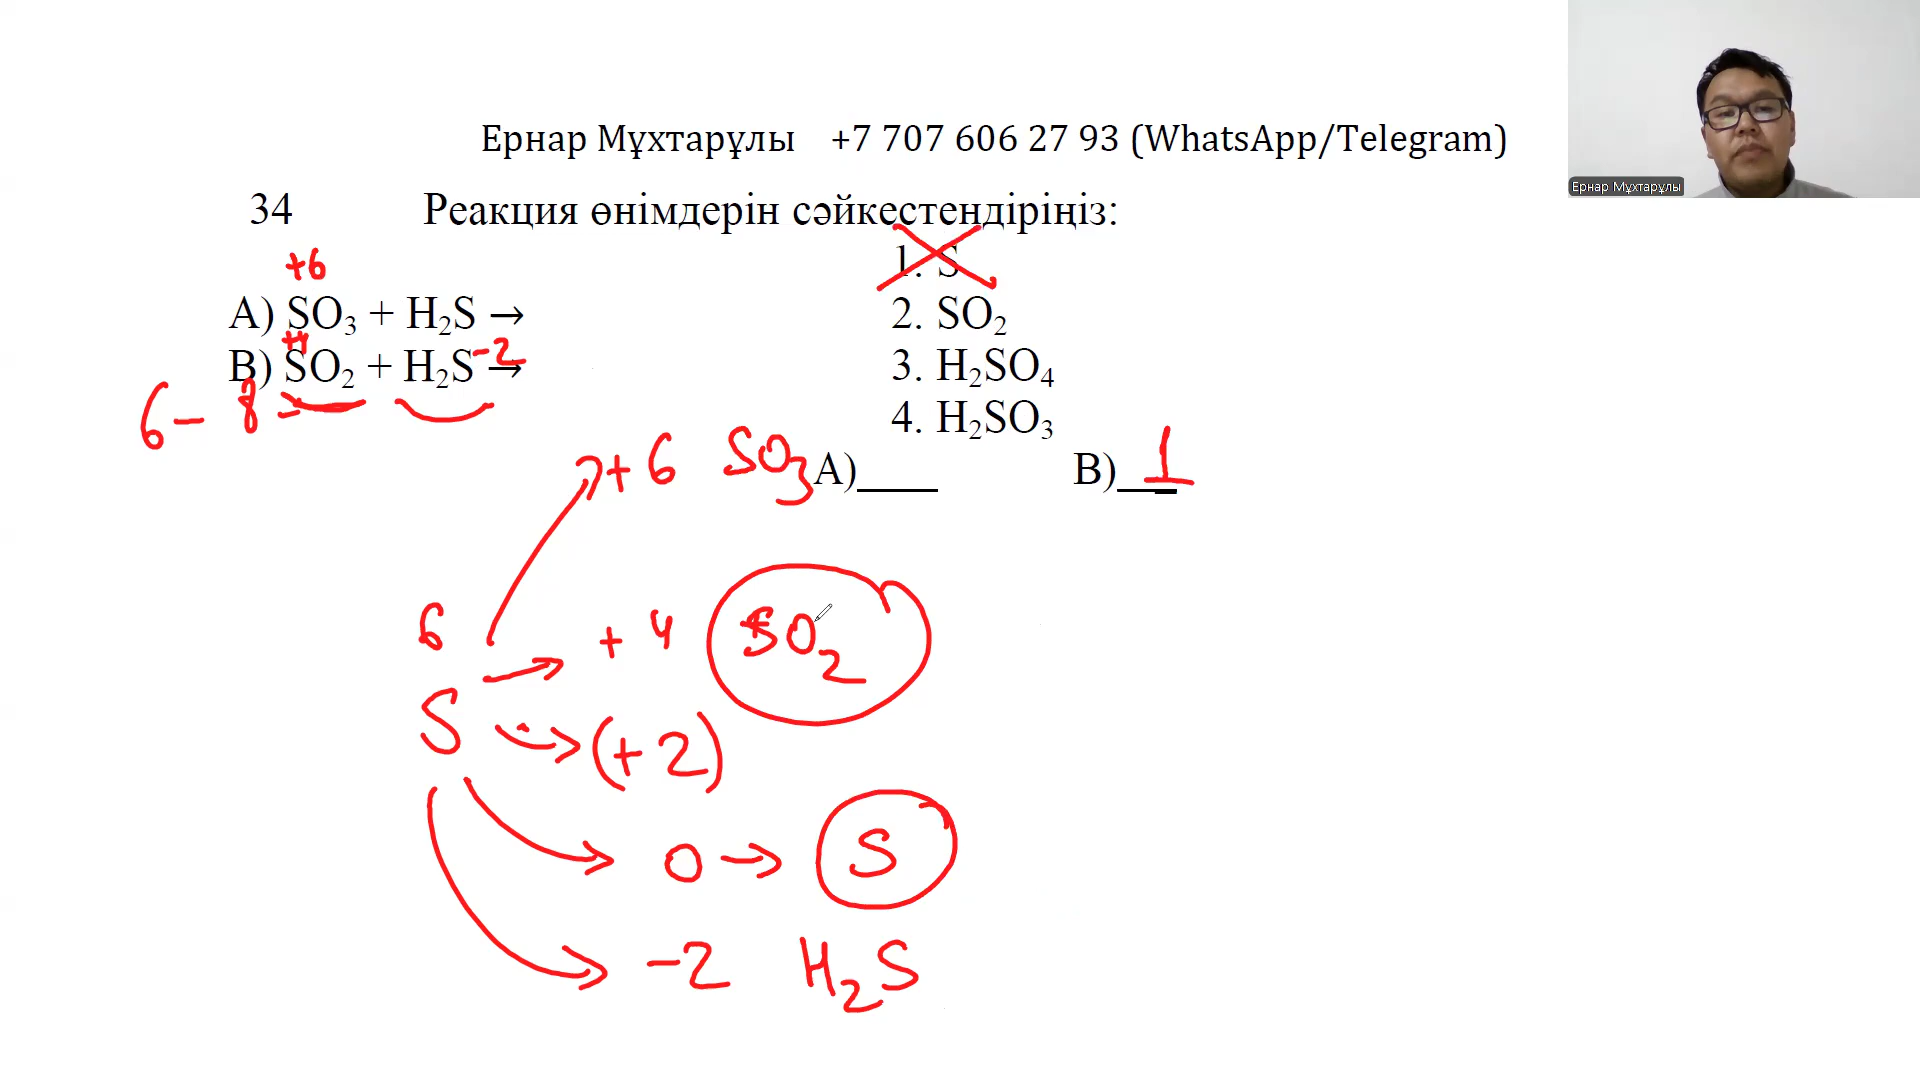 Ернар Мұхтарұлы +7 707 606 27 93 (WhatsApp/Telegram)
Ернар Мұхтарұлы
34 Реакция өнімдерін сәйкестендіріңіз:
+6
1. S
A) SO3 + H2S →
2. SO2
+4
-2
B) SO2 + H2S →
3. H2SO4
6 - 8 =
4. H2SO3
+6 SO3
A)____ B)___ 1
6
+4 SO2
S
(+2)
0 → S
-2 H2S